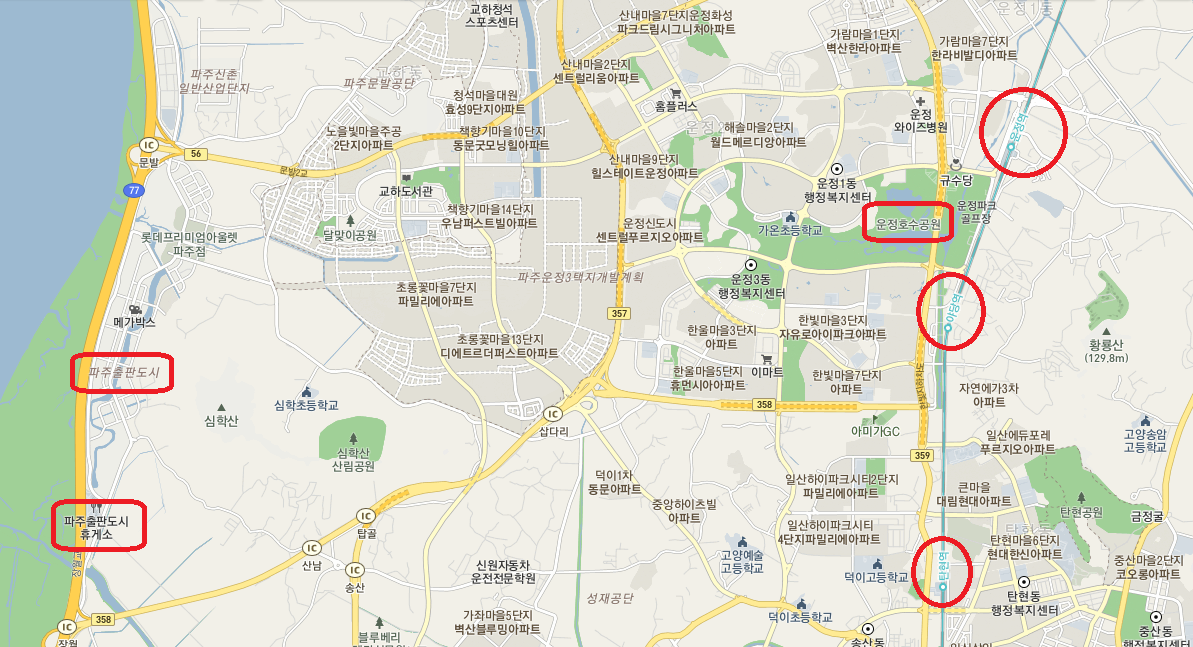 교하청석
스포츠센터
산내마을7단지운정화성
파크드림시그니처아파트
가람마을1단지
벽산한라아파트
운정1동
가람마을7단지
한라비발디아파트
파주신촌
일반산업단지
파주문발공단
교하동
산내마을2단지
센트럴리움아파트
청석마을대원
효성9단지아파트
홈플러스
운정
와이즈병원
운정역
노을빛마을주공
2단지아파트
책향기마을10단지
동문굿모닝힐아파트
해솔마을2단지
월드메르디앙아파트
IC
문발
56
문발2교
77
산내마을9단지
힐스테이트운정아파트
규수당
교하도서관
운정1동
행정복지센터
책향기마을14단지
우남퍼스트빌아파트
달맞이공원
운정신도시
센트럴푸르지오아파트
가온초등학교
운정호수공원
운정파크
골프장
롯데프리미엄아울렛
파주점
파주운정3택지개발계획
운정3동
행정복지센터
초롱꽃마을7단지
파밀리에아파트
야당역
메가박스
357
한울마을3단지
아파트
한빛마을3단지
자유로아이파크아파트
황룡산
(129.8m)
초롱꽃마을13단지
디에트르더퍼스트아파트
이마트
파주출판도시
한울마을5단지
휴먼시아아파트
한빛마을7단지
아파트
자연에가3차
아파트
심학초등학교
심학산
358
IC
삽다리
아미가GC
일산에듀포레
푸르지오아파트
고양송암
고등학교
심학산
산림공원
359
덕이1차
동문아파트
일산하이파크시티2단지
파밀리에아파트
큰마을
대림현대아파트
중앙하이츠빌
아파트
탄현공원
금정굴
파주출판도시
휴게소
IC
탑골
일산하이파크시티
4단지파밀리에아파트
탄현동
탄현마을6단지
현대한신아파트
IC
산남
고양예술
고등학교
중산마을2단지
코오롱아파트
IC
송산
신원자동차
운전전문학원
덕이고등학교
탄현역
탄현동
행정복지센터
성재공단
358
가좌마을5단지
벽산블루밍아파트
덕이초등학교
IC
장월
블루베리
송산동
중산동
행정복지센터